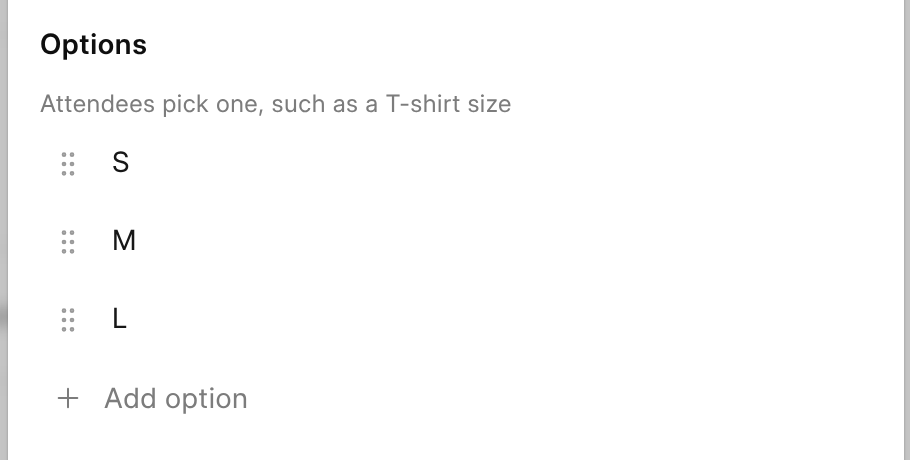 Options
Attendees pick one, such as a T-shirt size
S
M
L
Add option